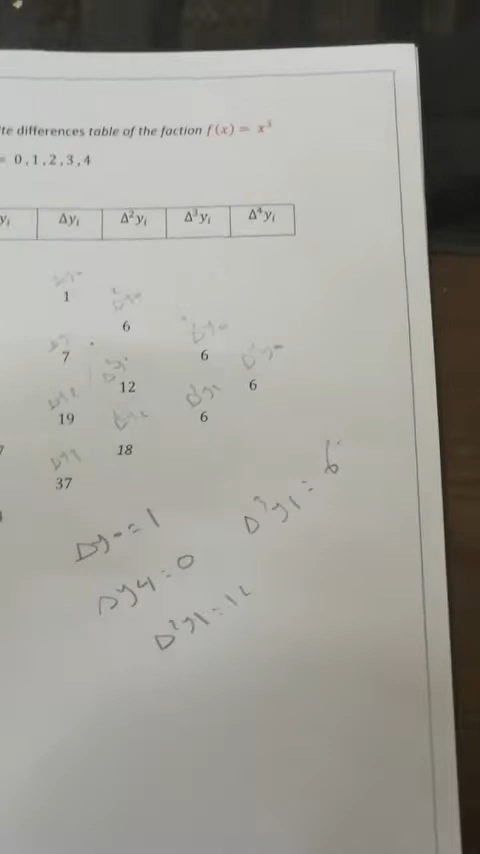 te differences table of the faction f(x) = x³
= 0,1,2,3,4
yᵢ Δyᵢ Δ²yᵢ Δ³yᵢ Δ⁴yᵢ
1
6
7 6
12 6
19 6
7 18
37
Δy0=1
Δ³y1=6
Δy4=0
Δ²y1=12